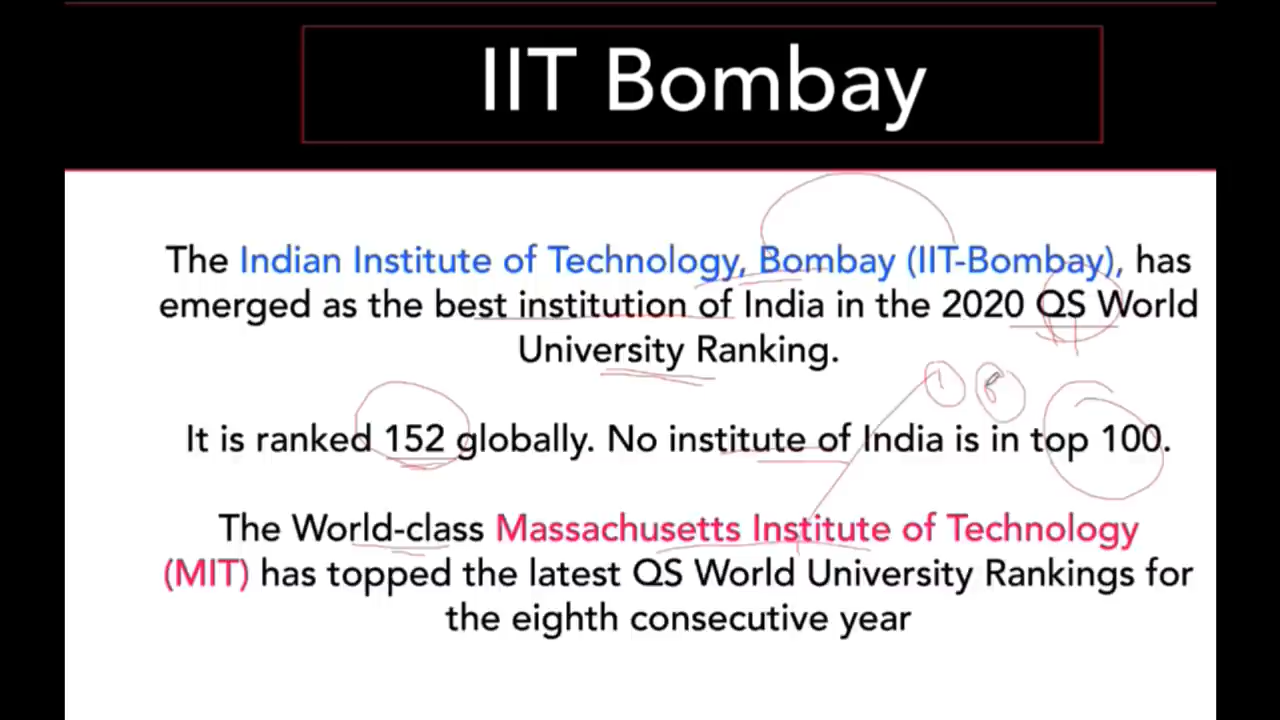 IIT Bombay
The Indian Institute of Technology, Bombay (IIT-Bombay), has
emerged as the best institution of India in the 2020 QS World
University Ranking.
It is ranked 152 globally. No institute of India is in top 100.
The World-class Massachusetts Institute of Technology
(MIT) has topped the latest QS World University Rankings for
the eighth consecutive year